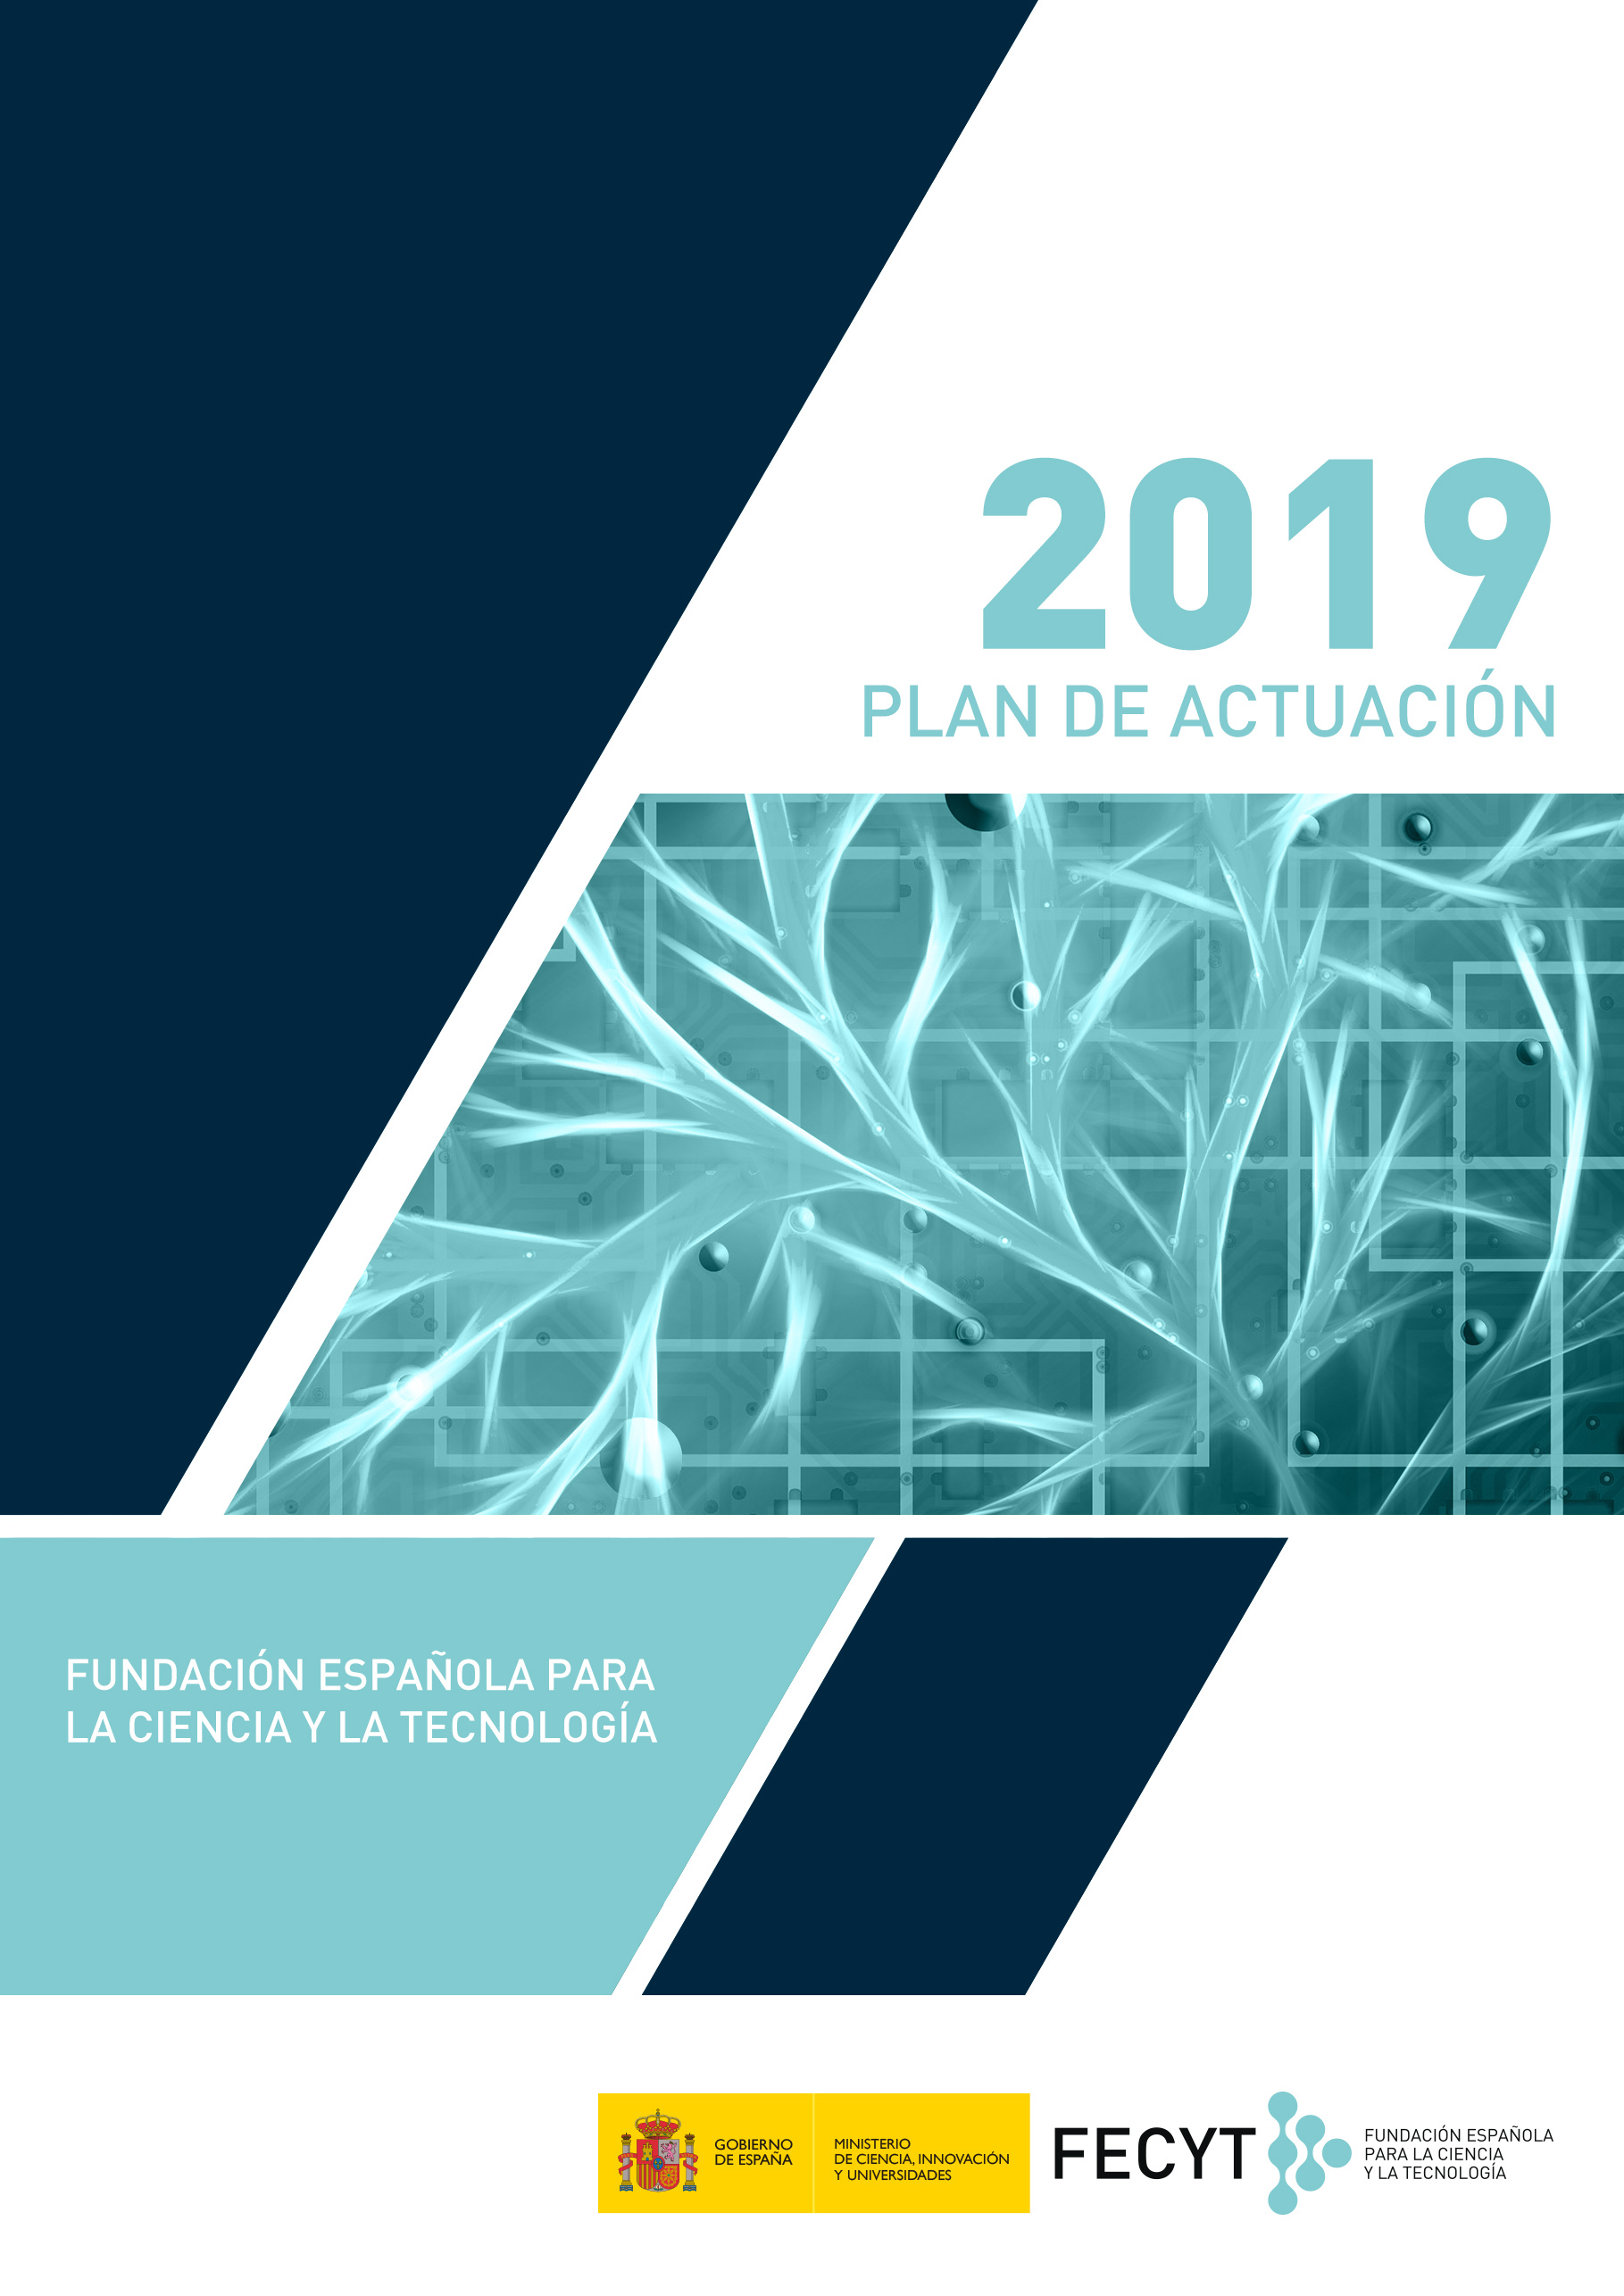 2019
PLAN DE ACTUACIÓN
FUNDACIÓN ESPAÑOLA PARA
LA CIENCIA Y LA TECNOLOGÍA
GOBIERNO
DE ESPAÑA
MINISTERIO
DE CIENCIA, INNOVACIÓN
Y UNIVERSIDADES
FECYT
FUNDACIÓN ESPAÑOLA
PARA LA CIENCIA
Y LA TECNOLOGÍA